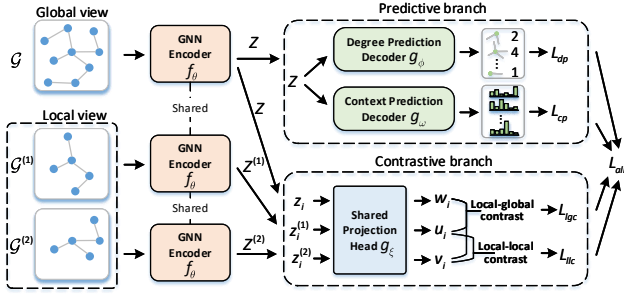 Global view
𝒢
GNN
Encoder
f_θ
Z
Shared
Local view
𝒢^(1)
GNN
Encoder
f_θ
Z^(1)
Z
Shared
𝒢^(2)
GNN
Encoder
f_θ
Z^(2)
Predictive branch
Z
Degree Prediction
Decoder g_ϕ
2
4
1
L_dp
Context Prediction
Decoder g_ω
L_cp
L_all
Contrastive branch
z_i
z_i^(1)
z_i^(2)
Shared
Projection
Head g_ξ
w_i
u_i
v_i
Local-global
contrast
L_lgc
Local-local
contrast
L_llc